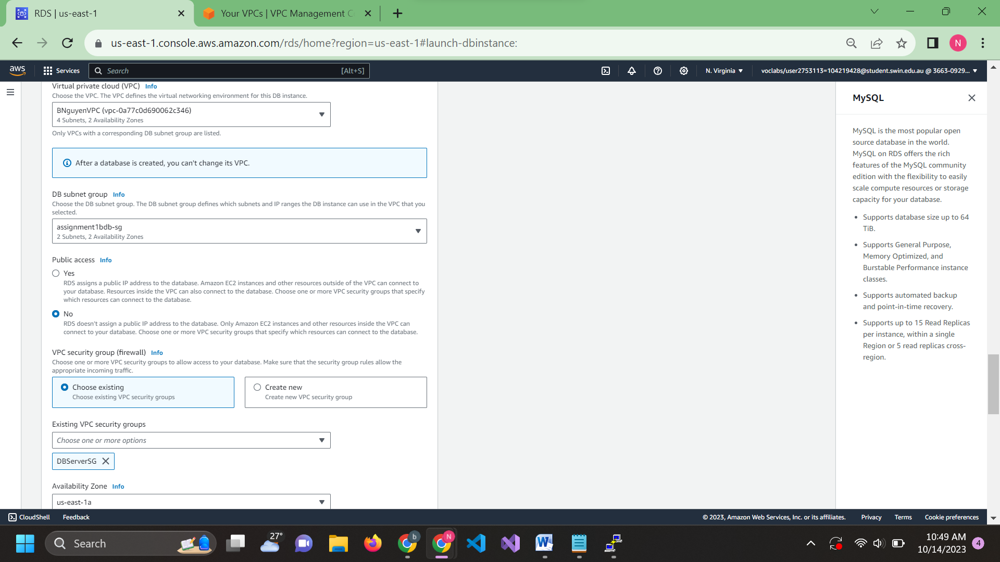 RDS | us-east-1
Your VPCs | VPC Management C
us-east-1.console.aws.amazon.com/rds/home?region=us-east-1#launch-dbinstance:
N
aws
Services
Search
[Alt+S]
N. Virginia
voclabs/user2753113=104219428@student.swin.edu.au @ 3663-0929...
Virtual private cloud (VPC) Info
Choose the VPC. The VPC defines the virtual networking environment for this DB instance.
BNguyenVPC (vpc-0a77c0d690062c346)
4 Subnets, 2 Availability Zones
Only VPCs with a corresponding DB subnet group are listed.
After a database is created, you can't change its VPC.
DB subnet group Info
Choose the DB subnet group. The DB subnet group defines which subnets and IP ranges the DB instance can use in the VPC that you
selected.
assignment1bdb-sg
2 Subnets, 2 Availability Zones
Public access Info
Yes
RDS assigns a public IP address to the database. Amazon EC2 instances and other resources outside of the VPC can connect to
your database. Resources inside the VPC can also connect to the database. Choose one or more VPC security groups that specify
which resources can connect to the database.
No
RDS doesn't assign a public IP address to the database. Only Amazon EC2 instances and other resources inside the VPC can
connect to your database. Choose one or more VPC security groups that specify which resources can connect to the database.
VPC security group (firewall) Info
Choose one or more VPC security groups to allow access to your database. Make sure that the security group rules allow the
appropriate incoming traffic.
Choose existing
Choose existing VPC security groups
Create new
Create new VPC security group
Existing VPC security groups
Choose one or more options
DBServerSG
Availability Zone Info
us-east-1a
MySQL
MySQL is the most popular open
source database in the world.
MySQL on RDS offers the rich
features of the MySQL community
edition with the flexibility to easily
scale compute resources or storage
capacity for your database.
• Supports database size up to 64
TiB.
• Supports General Purpose,
Memory Optimized, and
Burstable Performance instance
classes.
• Supports automated backup
and point-in-time recovery.
• Supports up to 15 Read Replicas
per instance, within a single
Region or 5 read replicas cross-
region.
CloudShell
Feedback
© 2023, Amazon Web Services, Inc. or its affiliates.
Privacy
Terms
Cookie preferences
Search
27°
b
N
W
10:49 AM
10/14/2023
4